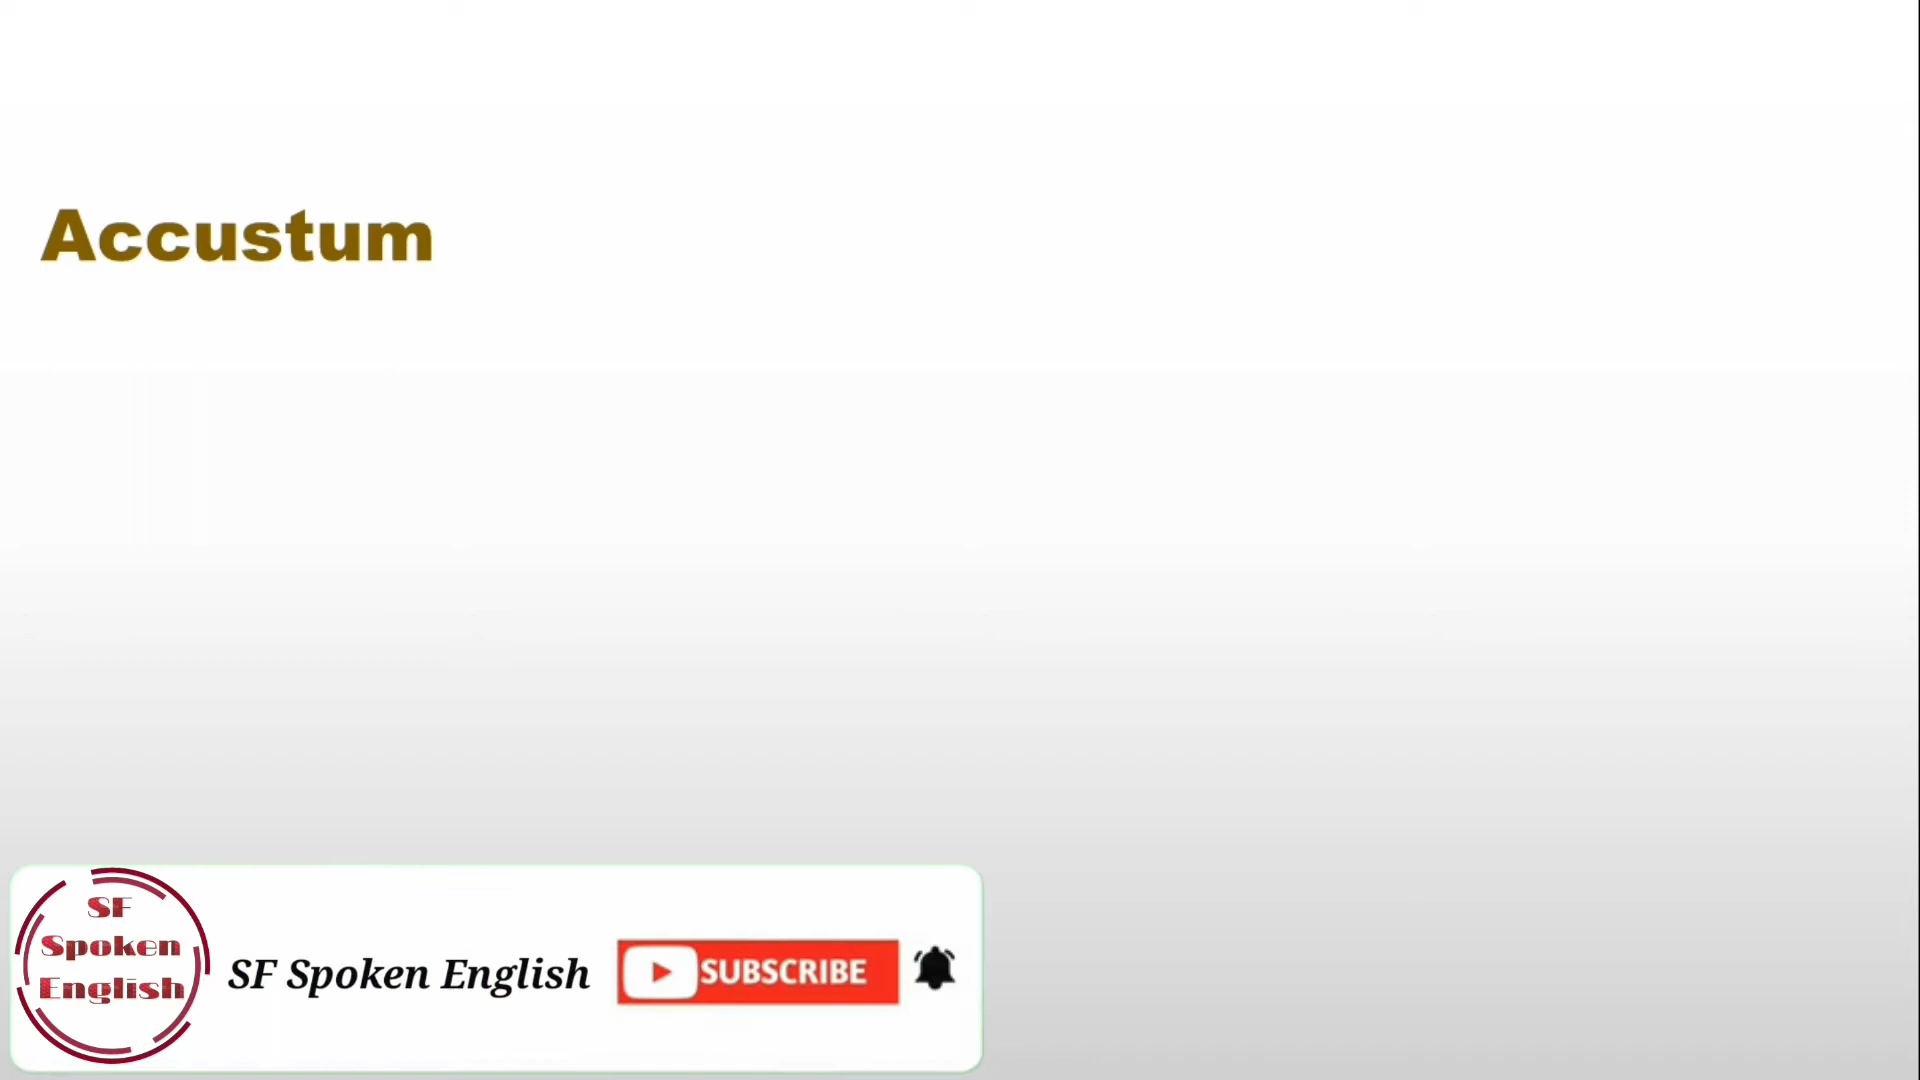 Accustum
SF
Spoken
English
SF Spoken English
SUBSCRIBE